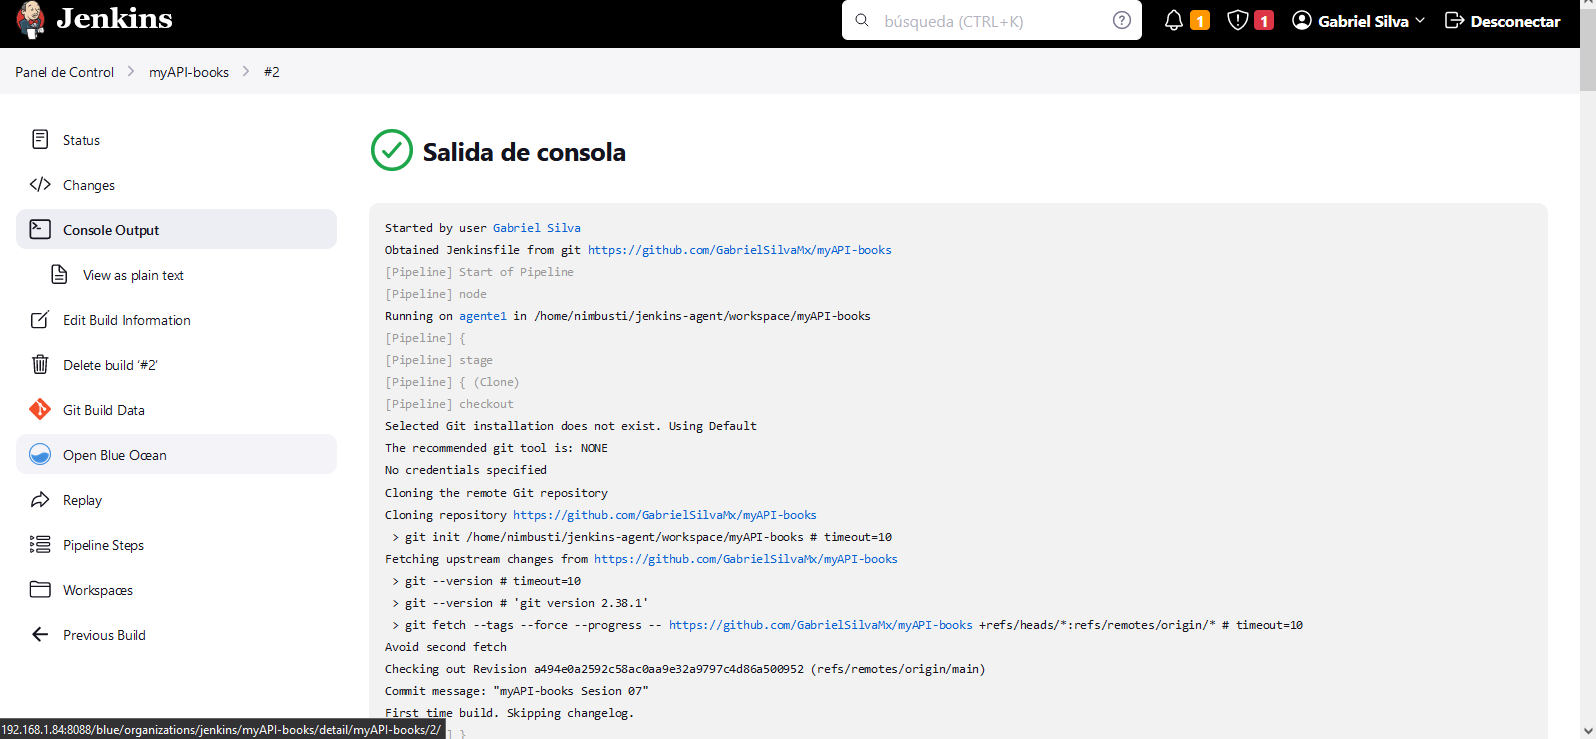 Jenkins
búsqueda (CTRL+K)
?
1
1
Gabriel Silva
Desconectar
Panel de Control
myAPI-books
#2
Status
Changes
Console Output
View as plain text
Edit Build Information
Delete build ‘#2’
Git Build Data
Open Blue Ocean
Replay
Pipeline Steps
Workspaces
Previous Build
Salida de consola
Started by user Gabriel Silva
Obtained Jenkinsfile from git https://github.com/GabrielSilvaMx/myAPI-books
[Pipeline] Start of Pipeline
[Pipeline] node
Running on agente1 in /home/nimbusti/jenkins-agent/workspace/myAPI-books
[Pipeline] {
[Pipeline] stage
[Pipeline] { (Clone)
[Pipeline] checkout
Selected Git installation does not exist. Using Default
The recommended git tool is: NONE
No credentials specified
Cloning the remote Git repository
Cloning repository https://github.com/GabrielSilvaMx/myAPI-books
> git init /home/nimbusti/jenkins-agent/workspace/myAPI-books # timeout=10
Fetching upstream changes from https://github.com/GabrielSilvaMx/myAPI-books
> git --version # timeout=10
> git --version # 'git version 2.38.1'
> git fetch --tags --force --progress -- https://github.com/GabrielSilvaMx/myAPI-books +refs/heads/*:refs/remotes/origin/* # timeout=10
Avoid second fetch
Checking out Revision a494e0a2592c58ac0aa9e32a9797c4d86a500952 (refs/remotes/origin/main)
Commit message: "myAPI-books Sesion 07"
First time build. Skipping changelog.
] }
192.168.1.84:8088/blue/organizations/jenkins/myAPI-books/detail/myAPI-books/2/